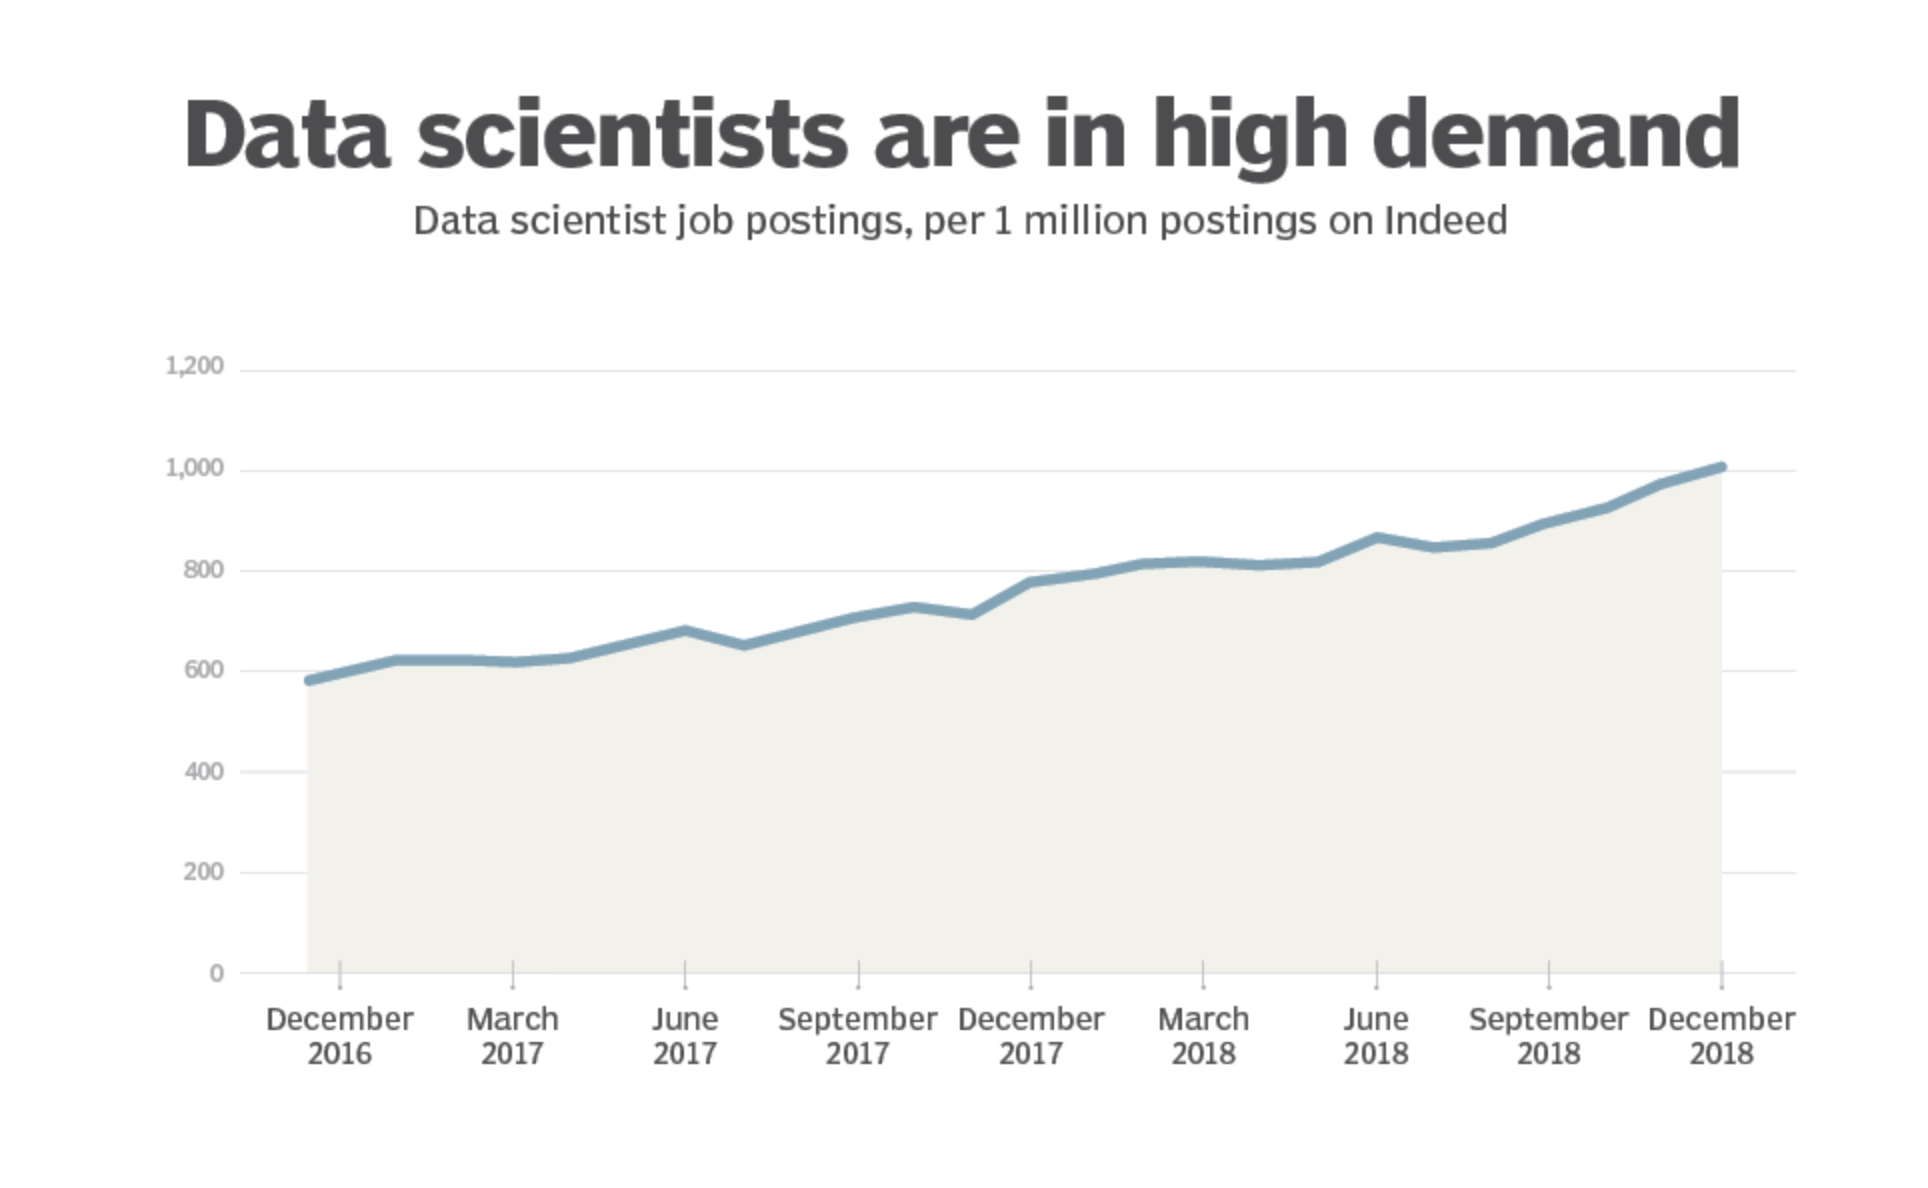 Data scientists are in high demand
Data scientist job postings, per 1 million postings on Indeed
1,200
1,000
800
600
400
200
0
December March June September December March June September December
2016 2017 2017 2017 2017 2018 2018 2018 2018